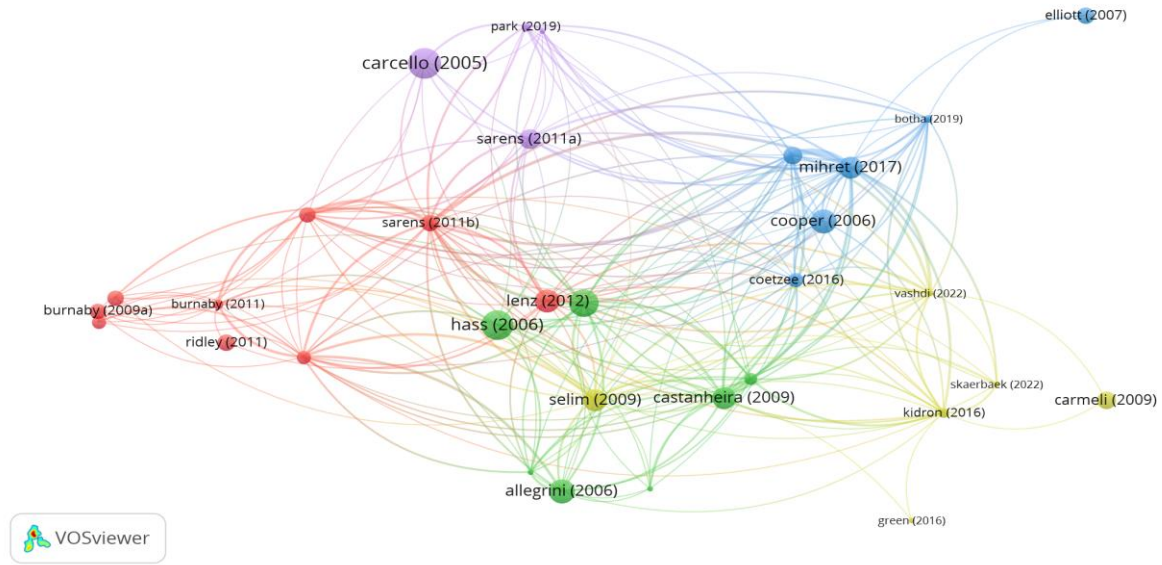 elliott (2007)
park (2019)
carcello (2005)
botha (2019)
sarens (2011a)
mihret (2017)
sarens (2011b)
cooper (2006)
coetzee (2016)
vashdi (2022)
burnaby (2009a)
burnaby (2011)
lenz (2012)
hass (2006)
ridley (2011)
skaerbaek (2022)
selim (2009)
castanheira (2009)
carmeli (2009)
kidron (2016)
allegrini (2006)
green (2016)
VOSviewer